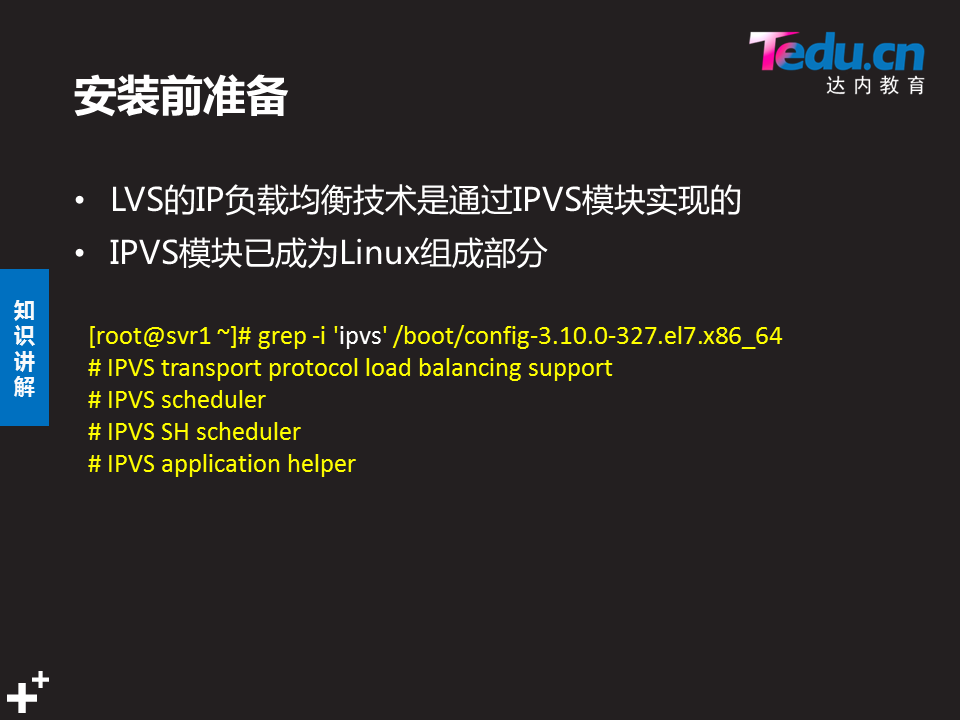 Tedu.cn
达内教育
安装前准备
• LVS的IP负载均衡技术是通过IPVS模块实现的
• IPVS模块已成为Linux组成部分
知识讲解
[root@svr1 ~]# grep -i 'ipvs' /boot/config-3.10.0-327.el7.x86_64
# IPVS transport protocol load balancing support
# IPVS scheduler
# IPVS SH scheduler
# IPVS application helper